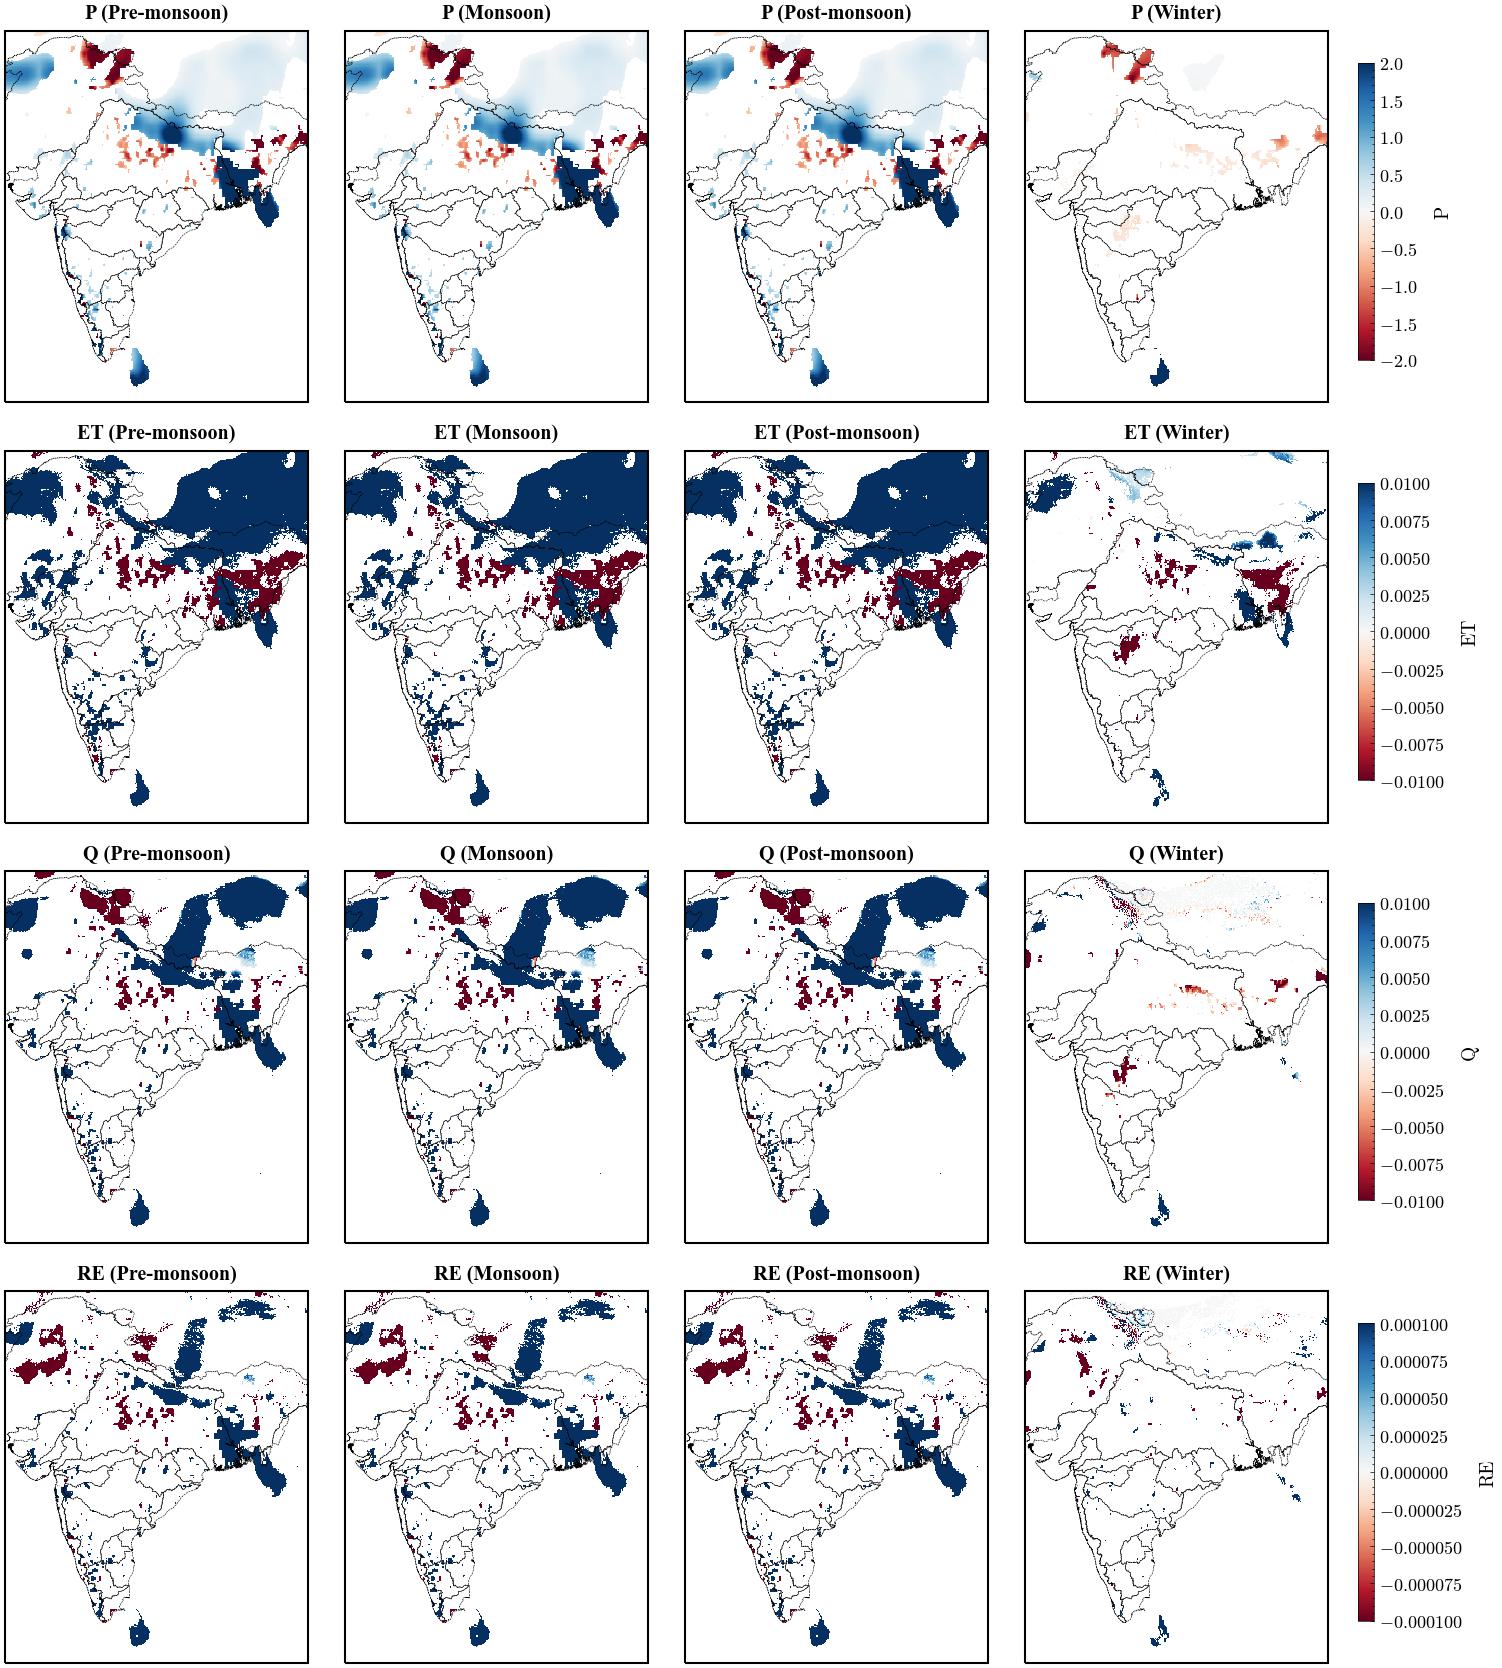 P (Pre-monsoon)
P (Monsoon)
P (Post-monsoon)
P (Winter)
2.0
1.5
1.0
0.5
0.0
−0.5
−1.0
−1.5
−2.0
P
ET (Pre-monsoon)
ET (Monsoon)
ET (Post-monsoon)
ET (Winter)
0.0100
0.0075
0.0050
0.0025
0.0000
−0.0025
−0.0050
−0.0075
−0.0100
ET
Q (Pre-monsoon)
Q (Monsoon)
Q (Post-monsoon)
Q (Winter)
0.0100
0.0075
0.0050
0.0025
0.0000
−0.0025
−0.0050
−0.0075
−0.0100
Q
RE (Pre-monsoon)
RE (Monsoon)
RE (Post-monsoon)
RE (Winter)
0.000100
0.000075
0.000050
0.000025
0.000000
−0.000025
−0.000050
−0.000075
−0.000100
RE